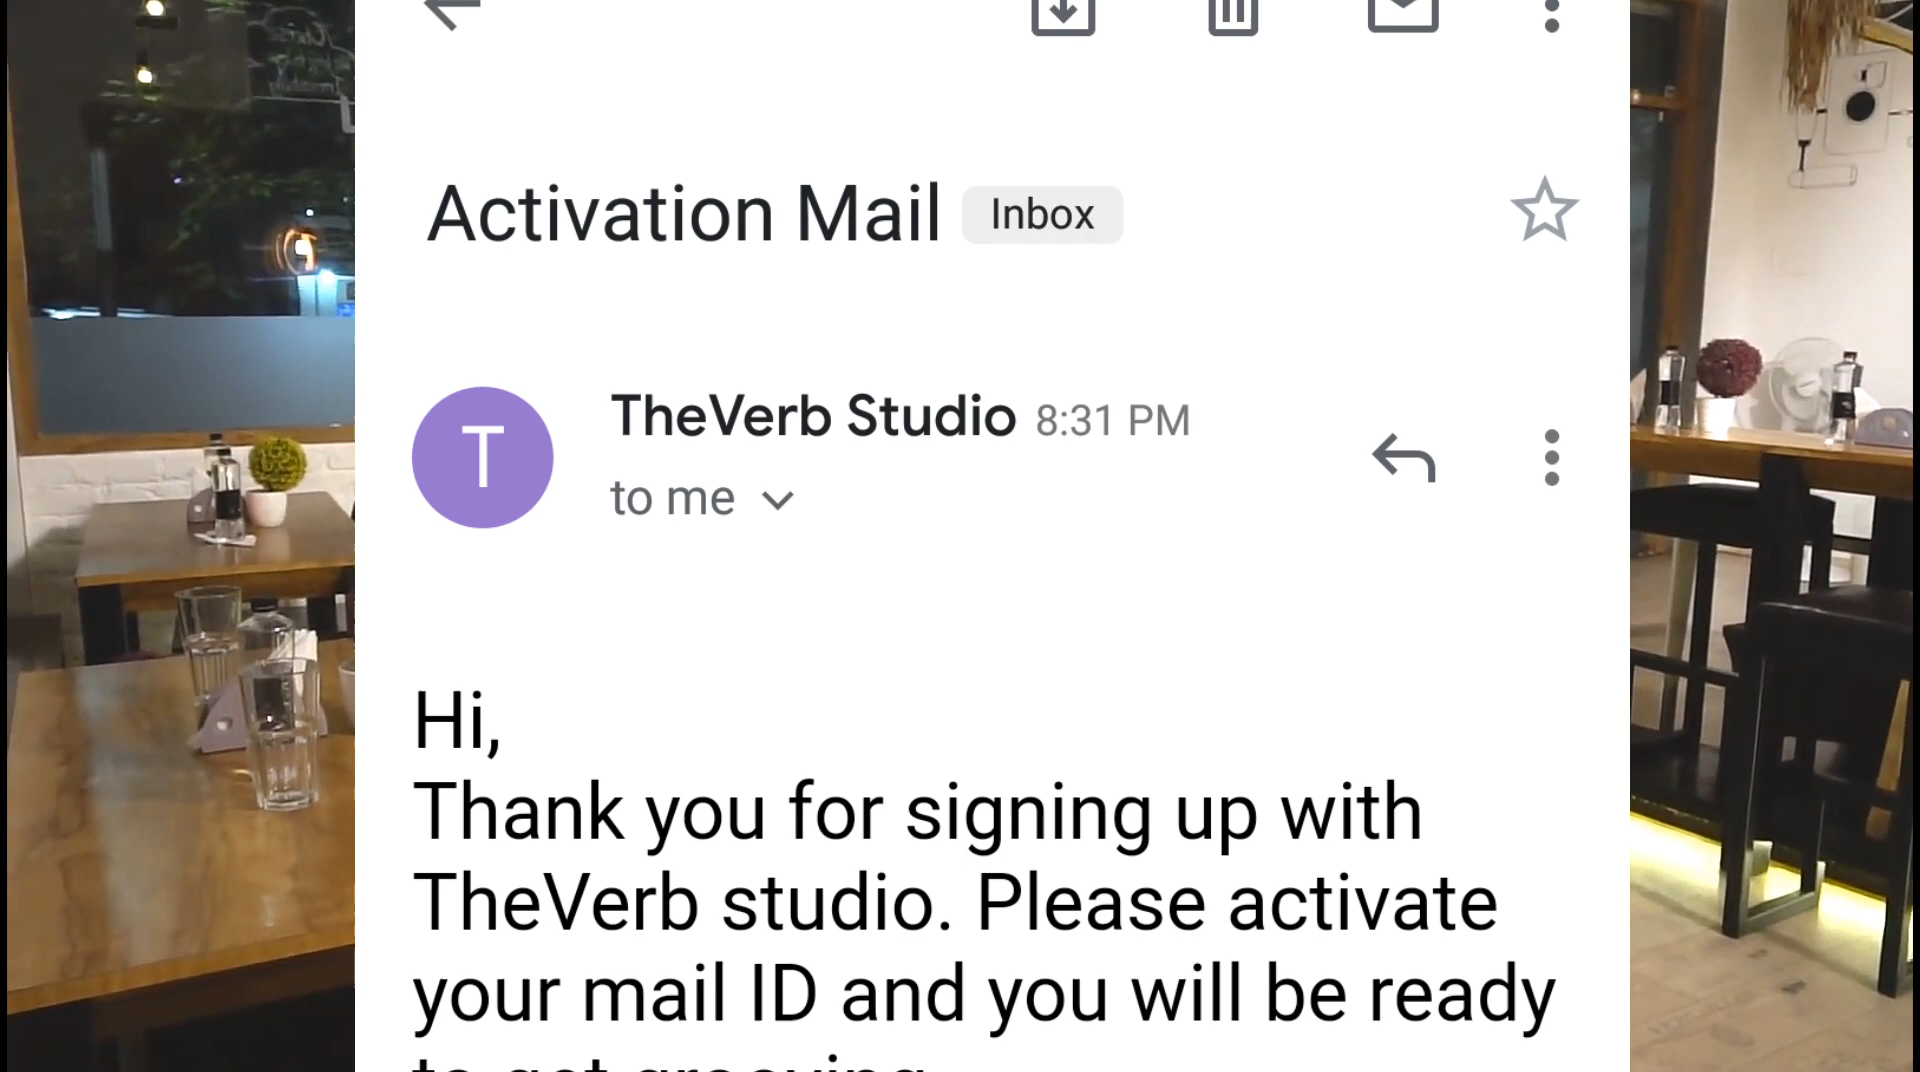 Activation Mail Inbox
T
TheVerb Studio 8:31 PM
to me
Hi,
Thank you for signing up with
TheVerb studio. Please activate
your mail ID and you will be ready